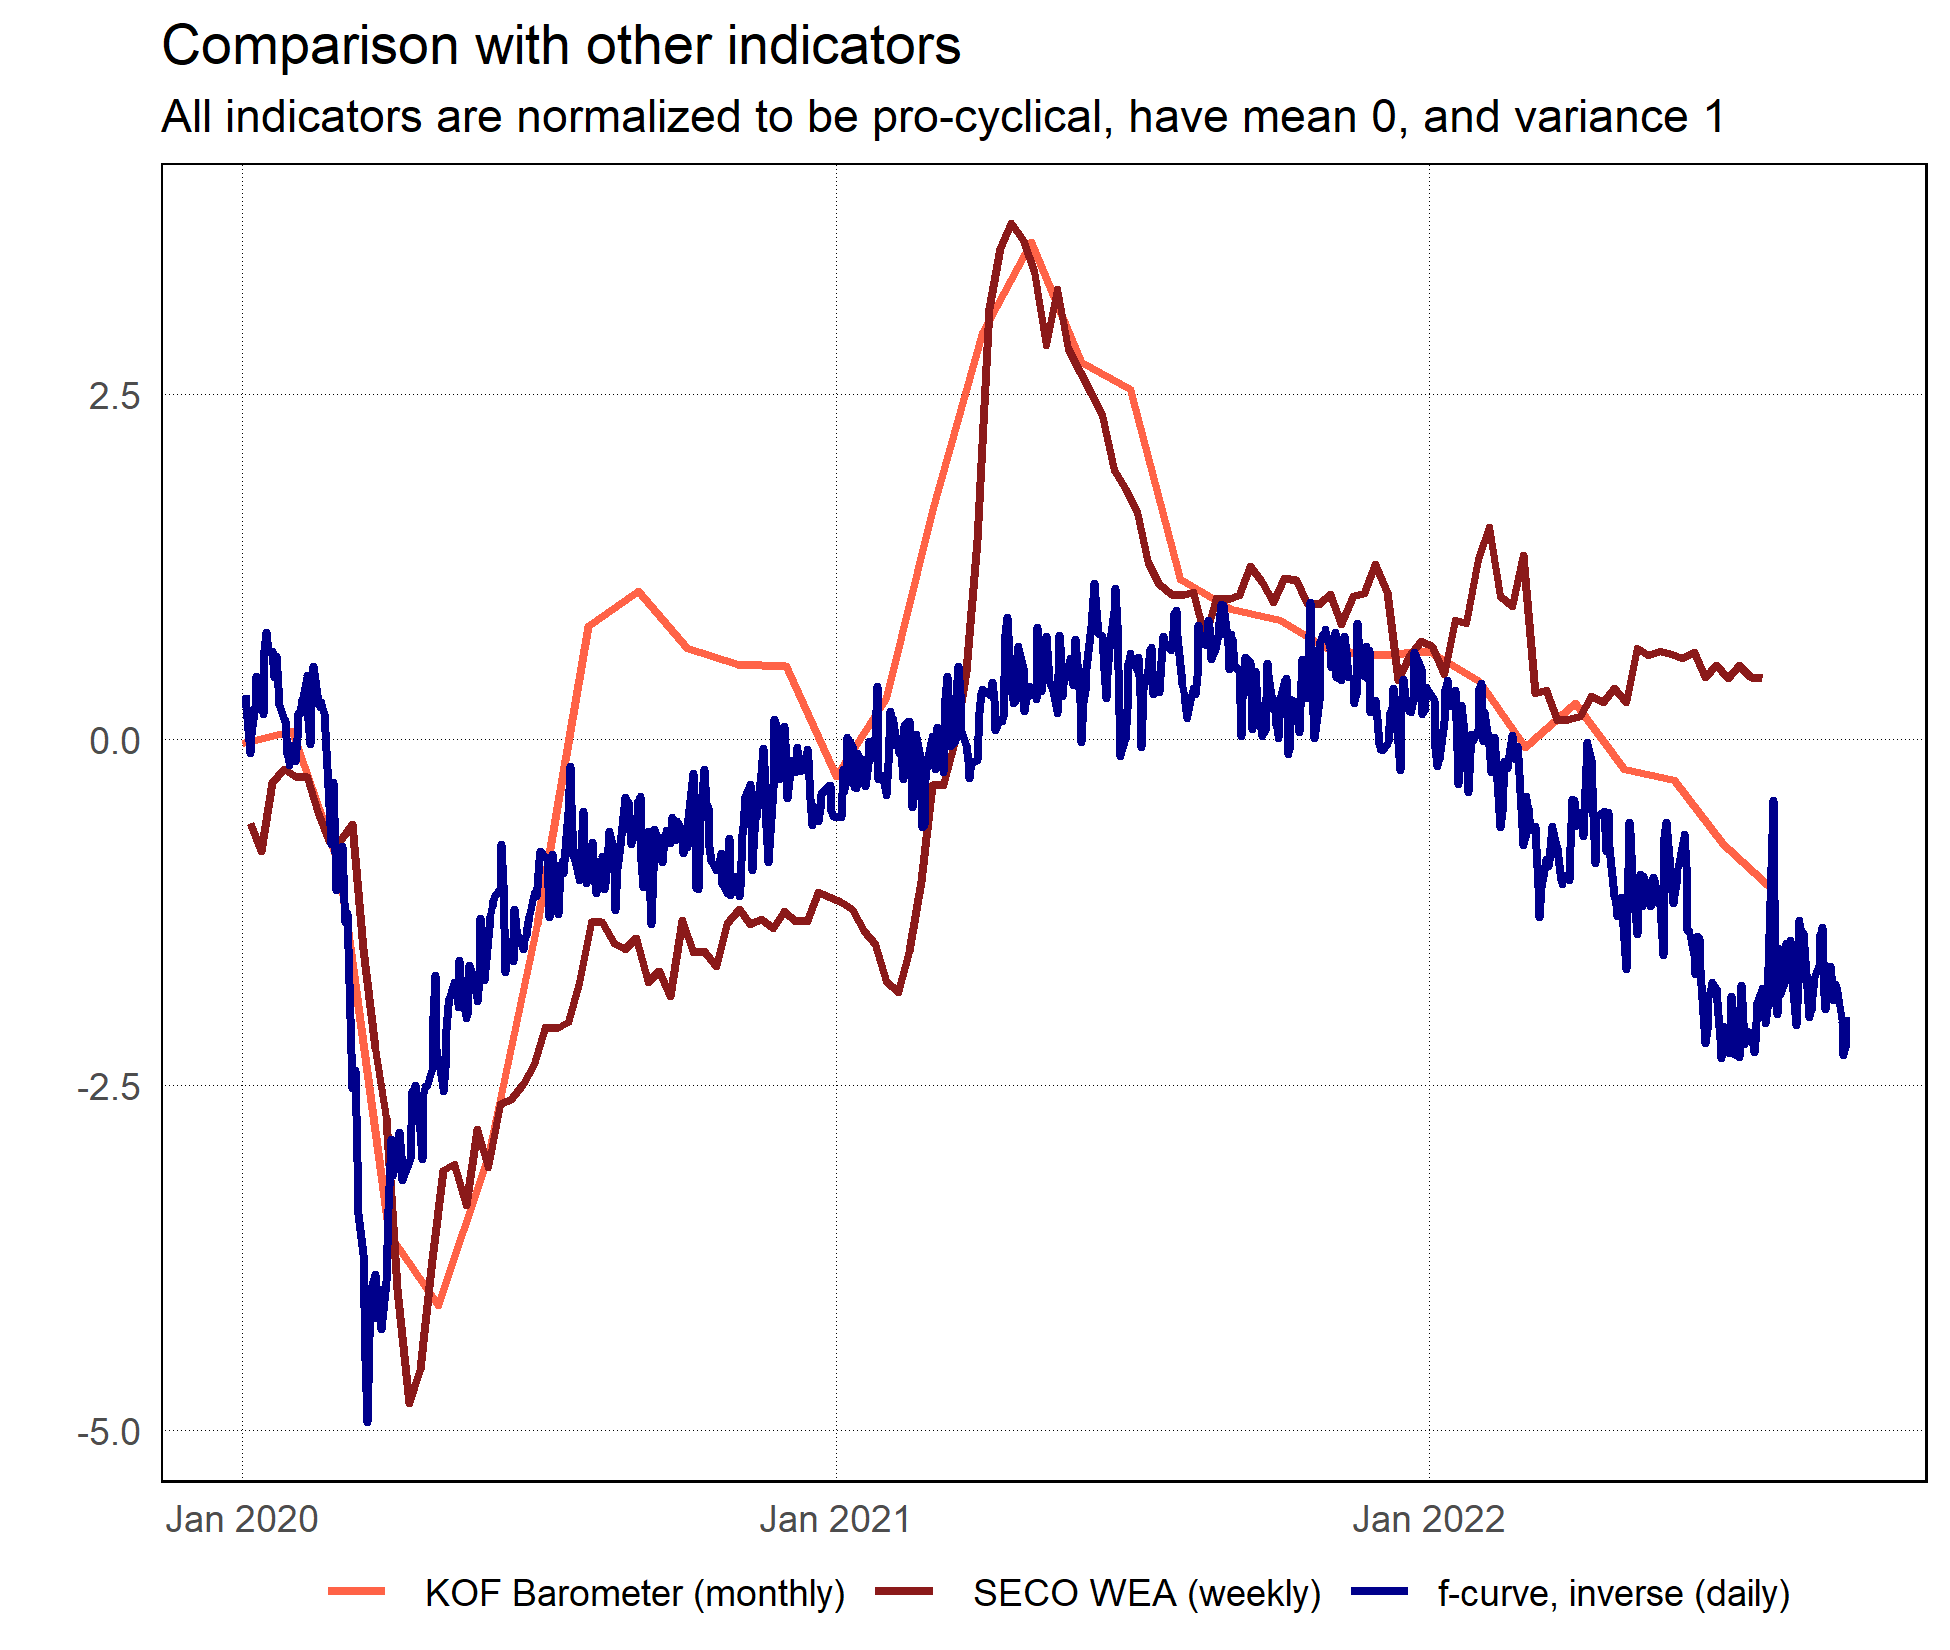 Comparison with other indicators
All indicators are normalized to be pro-cyclical, have mean 0, and variance 1
2.5
0.0
-2.5
-5.0
Jan 2020 Jan 2021 Jan 2022
KOF Barometer (monthly) SECO WEA (weekly) f-curve, inverse (daily)